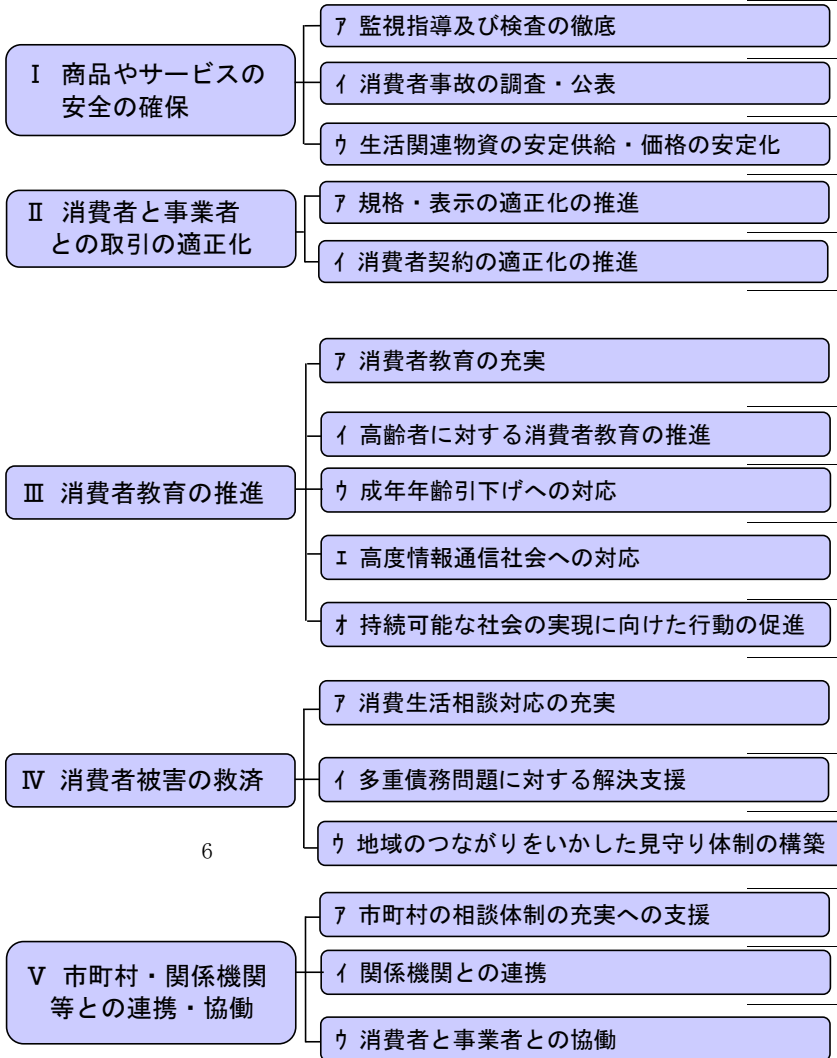 Ⅰ 商品やサービスの
安全の確保
ｱ 監視指導及び検査の徹底
ｲ 消費者事故の調査・公表
ｳ 生活関連物資の安定供給・価格の安定化
Ⅱ 消費者と事業者
との取引の適正化
ｱ 規格・表示の適正化の推進
ｲ 消費者契約の適正化の推進
Ⅲ 消費者教育の推進
ｱ 消費者教育の充実
ｲ 高齢者に対する消費者教育の推進
ｳ 成年年齢引下げへの対応
ｴ 高度情報通信社会への対応
ｵ 持続可能な社会の実現に向けた行動の促進
Ⅳ 消費者被害の救済
ｱ 消費生活相談対応の充実
ｲ 多重債務問題に対する解決支援
ｳ 地域のつながりをいかした見守り体制の構築
6
Ⅴ 市町村・関係機関
等との連携・協働
ｱ 市町村の相談体制の充実への支援
ｲ 関係機関との連携
ｳ 消費者と事業者との協働